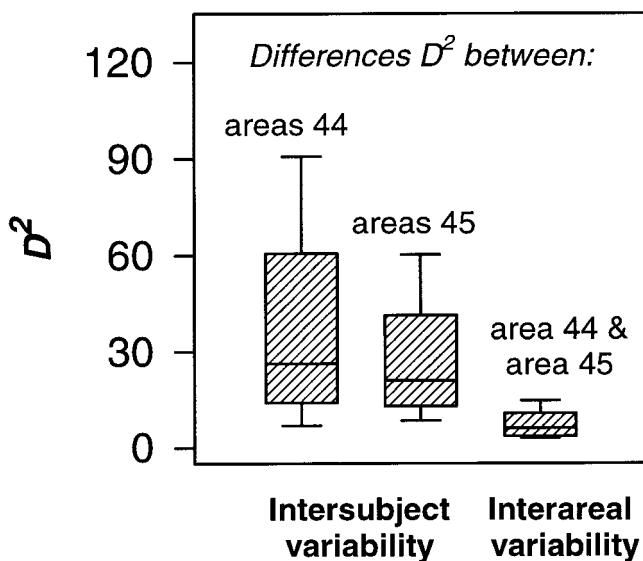 Differences D² between:
120
90
60
30
0
D²
areas 44
areas 45
area 44 &
area 45
Intersubject
variability
Interareal
variability